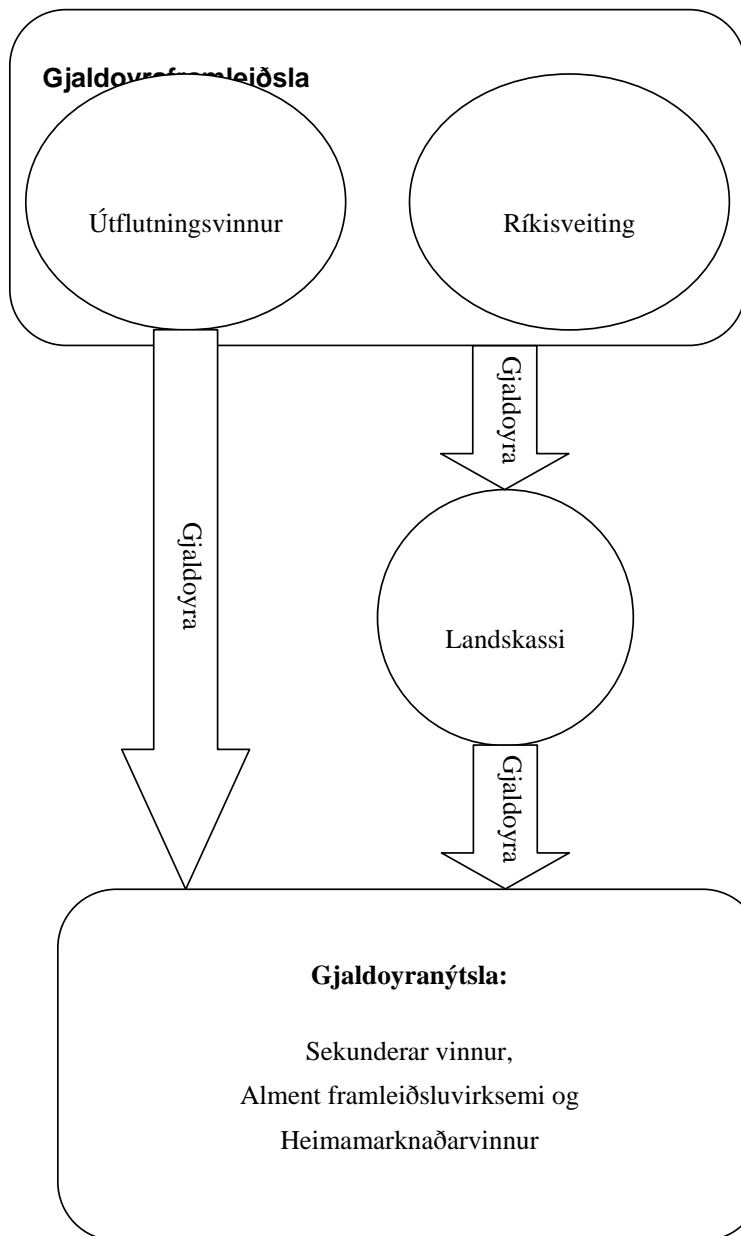 Gjaldoyraframleiðsla
Útflutningsvinnur
Ríkisveiting
Gjaldoyra
Gjaldoyra
Landskassi
Gjaldoyra
Gjaldoyranýtsla:
Sekunderar vinnur,
Alment framleiðsluvirksemi og
Heimamarknaðarvinnur